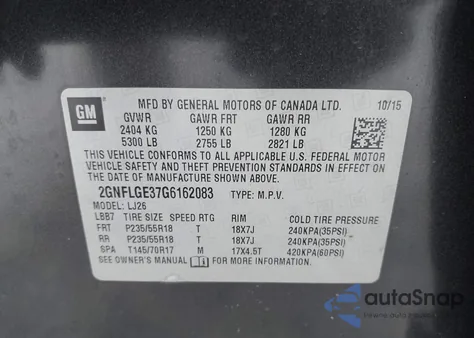 GM
MFD BY GENERAL MOTORS OF CANADA LTD. 10/15
GVWR GAWR FRT GAWR RR
2404 KG 1250 KG 1280 KG
5300 LB 2755 LB 2821 LB
THIS VEHICLE CONFORMS TO ALL APPLICABLE U.S. FEDERAL MOTOR
VEHICLE SAFETY AND THEFT PREVENTION STANDARDS IN EFFECT ON THE
DATE OF MANUFACTURE SHOWN ABOVE.
2GNFLGE37G6162083 TYPE: M.P.V.
MODEL: LJ26
LBB7 TIRE SIZE SPEED RTG RIM COLD TIRE PRESSURE
FRT P235/55R18 T 18X7J 240KPA(35PSI)
RR P235/55R18 T 18X7J 240KPA(35PSI)
SPA T145/70R17 M 17X4.5T 420KPA(60PSI)
SEE OWNER'S MANUAL FOR MORE INFORMATION.
autoSnap